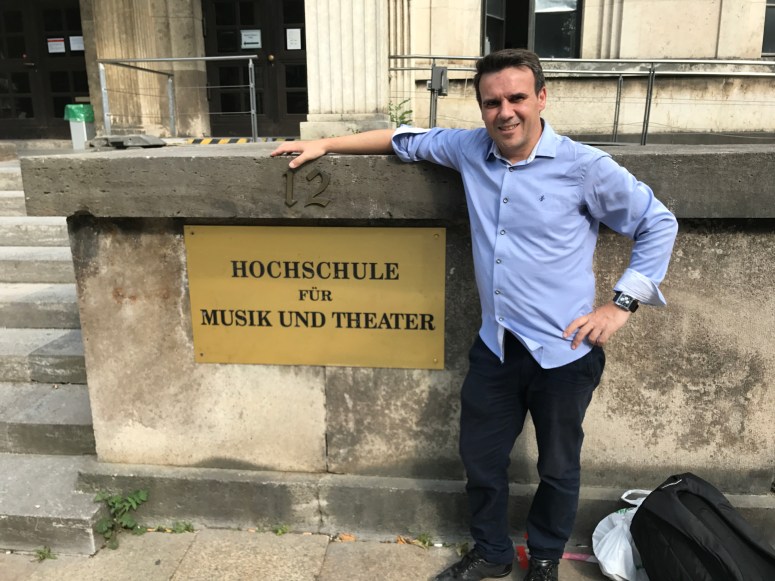 12
HOCHSCHULE
FÜR
MUSIK UND THEATER